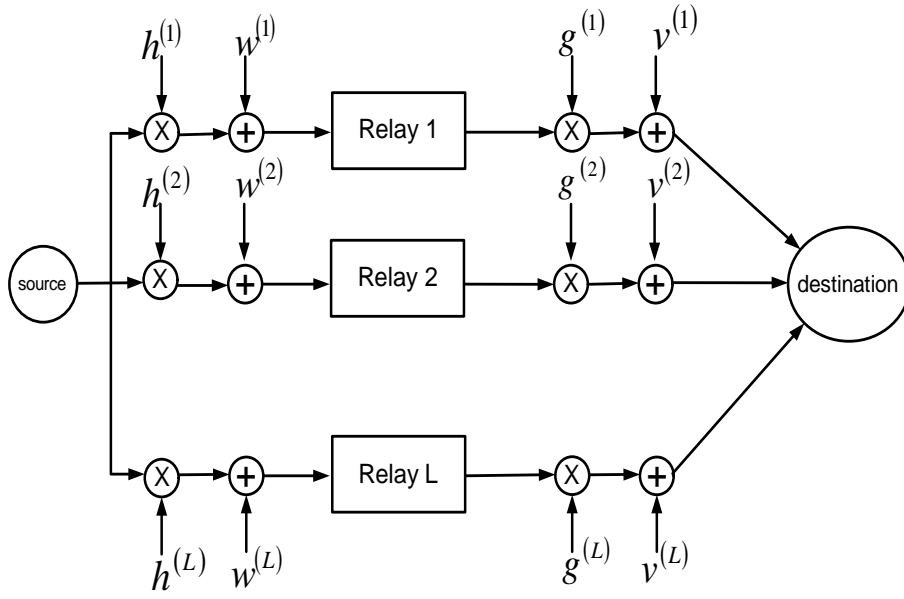 h^(1) w^(1) g^(1) v^(1)
X + Relay 1 X +
h^(2) w^(2) g^(2) v^(2)
source X + Relay 2 X + destination
X + Relay L X +
h^(L) w^(L) g^(L) v^(L)